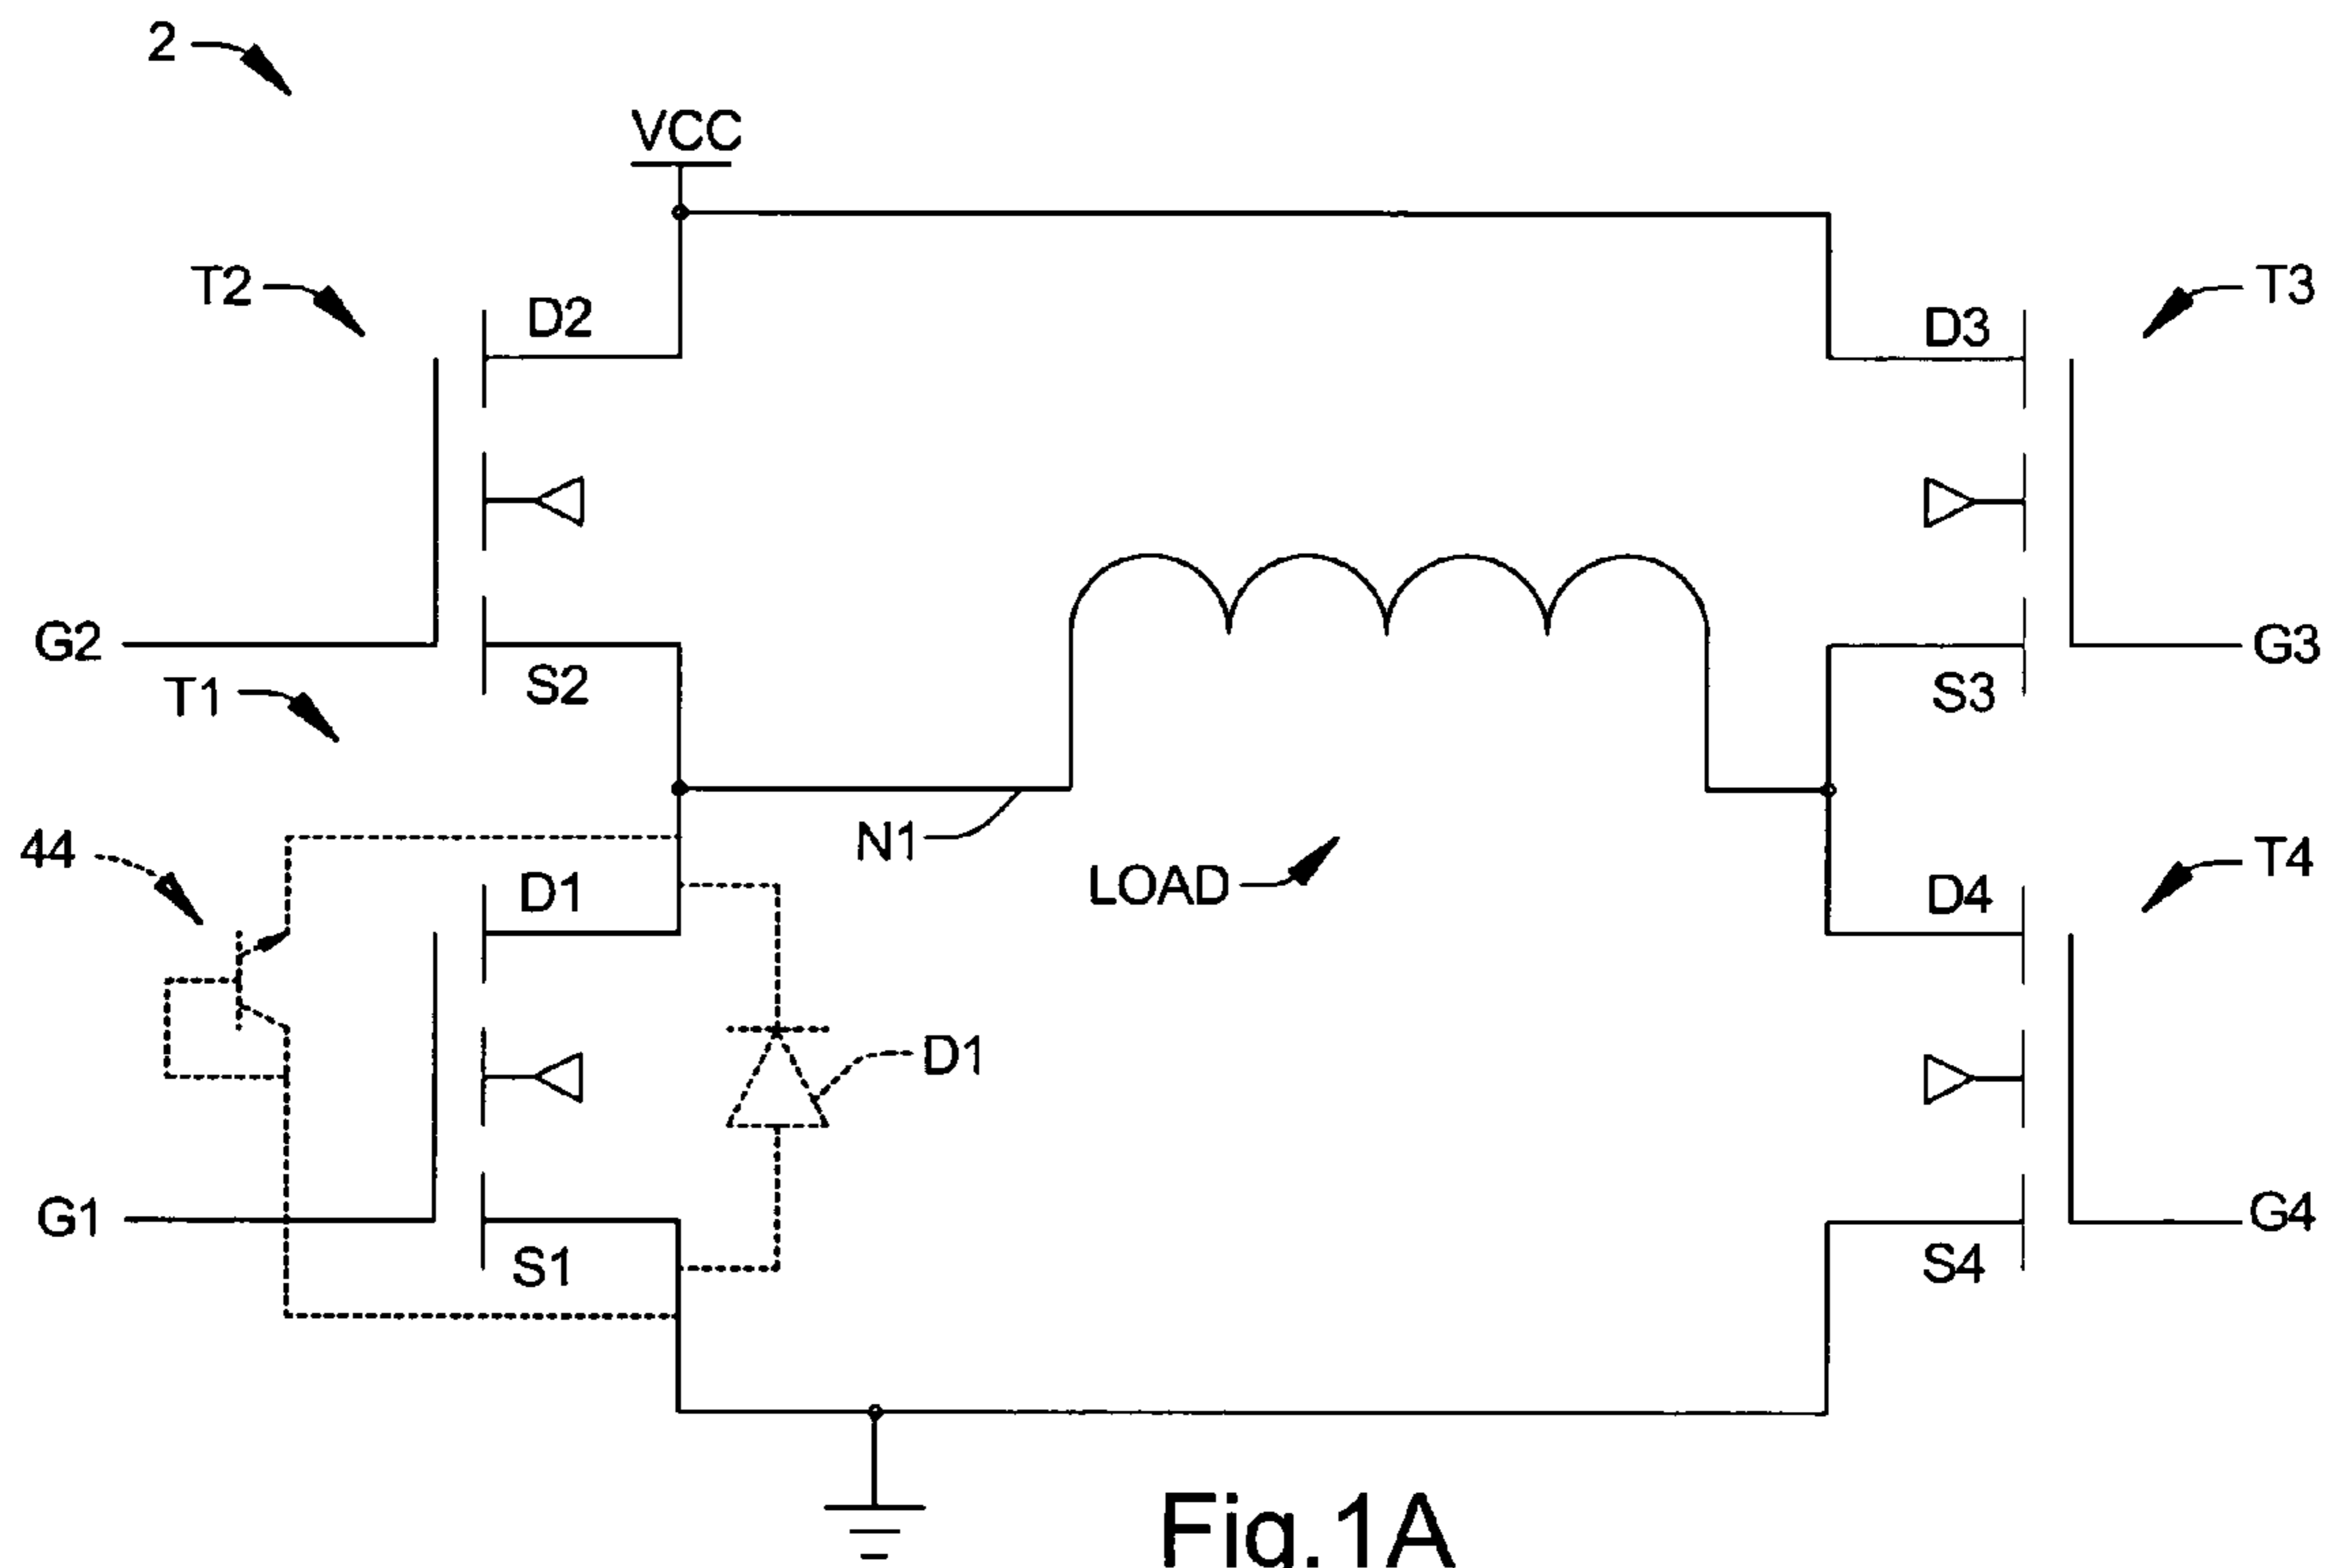 2
VCC
T2
D2
D3
T3
G2
S2
S3
G3
T1
N1
44
D1
LOAD
D4
T4
D1
G1
S1
S4
G4
Fig.1A